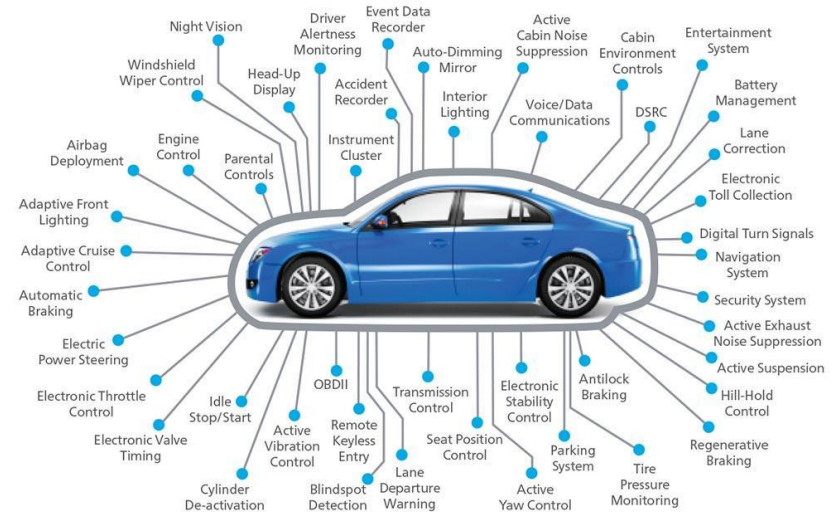 Night Vision
Driver
Alertness
Monitoring
Event Data
Recorder
Active
Cabin Noise
Suppression
Cabin
Environment
Controls
Entertainment
System
Windshield
Wiper Control
Head-Up
Display
Accident
Recorder
Auto-Dimming
Mirror
Interior
Lighting
Voice/Data
Communications
DSRC
Battery
Management
Airbag
Deployment
Engine
Control
Parental
Controls
Instrument
Cluster
Lane
Correction
Electronic
Toll Collection
Adaptive Front
Lighting
Digital Turn Signals
Adaptive Cruise
Control
Navigation
System
Automatic
Braking
Security System
Electric
Power Steering
Active Exhaust
Noise Suppression
Active Suspension
Electronic Throttle
Control
Hill-Hold
Control
Electronic Valve
Timing
Idle
Stop/Start
OBDII
Transmission
Control
Electronic
Stability
Control
Antilock
Braking
Regenerative
Braking
Active
Vibration
Control
Remote
Keyless
Entry
Seat Position
Control
Parking
System
Tire
Pressure
Monitoring
Cylinder
De-activation
Blindspot
Detection
Lane
Departure
Warning
Active
Yaw Control